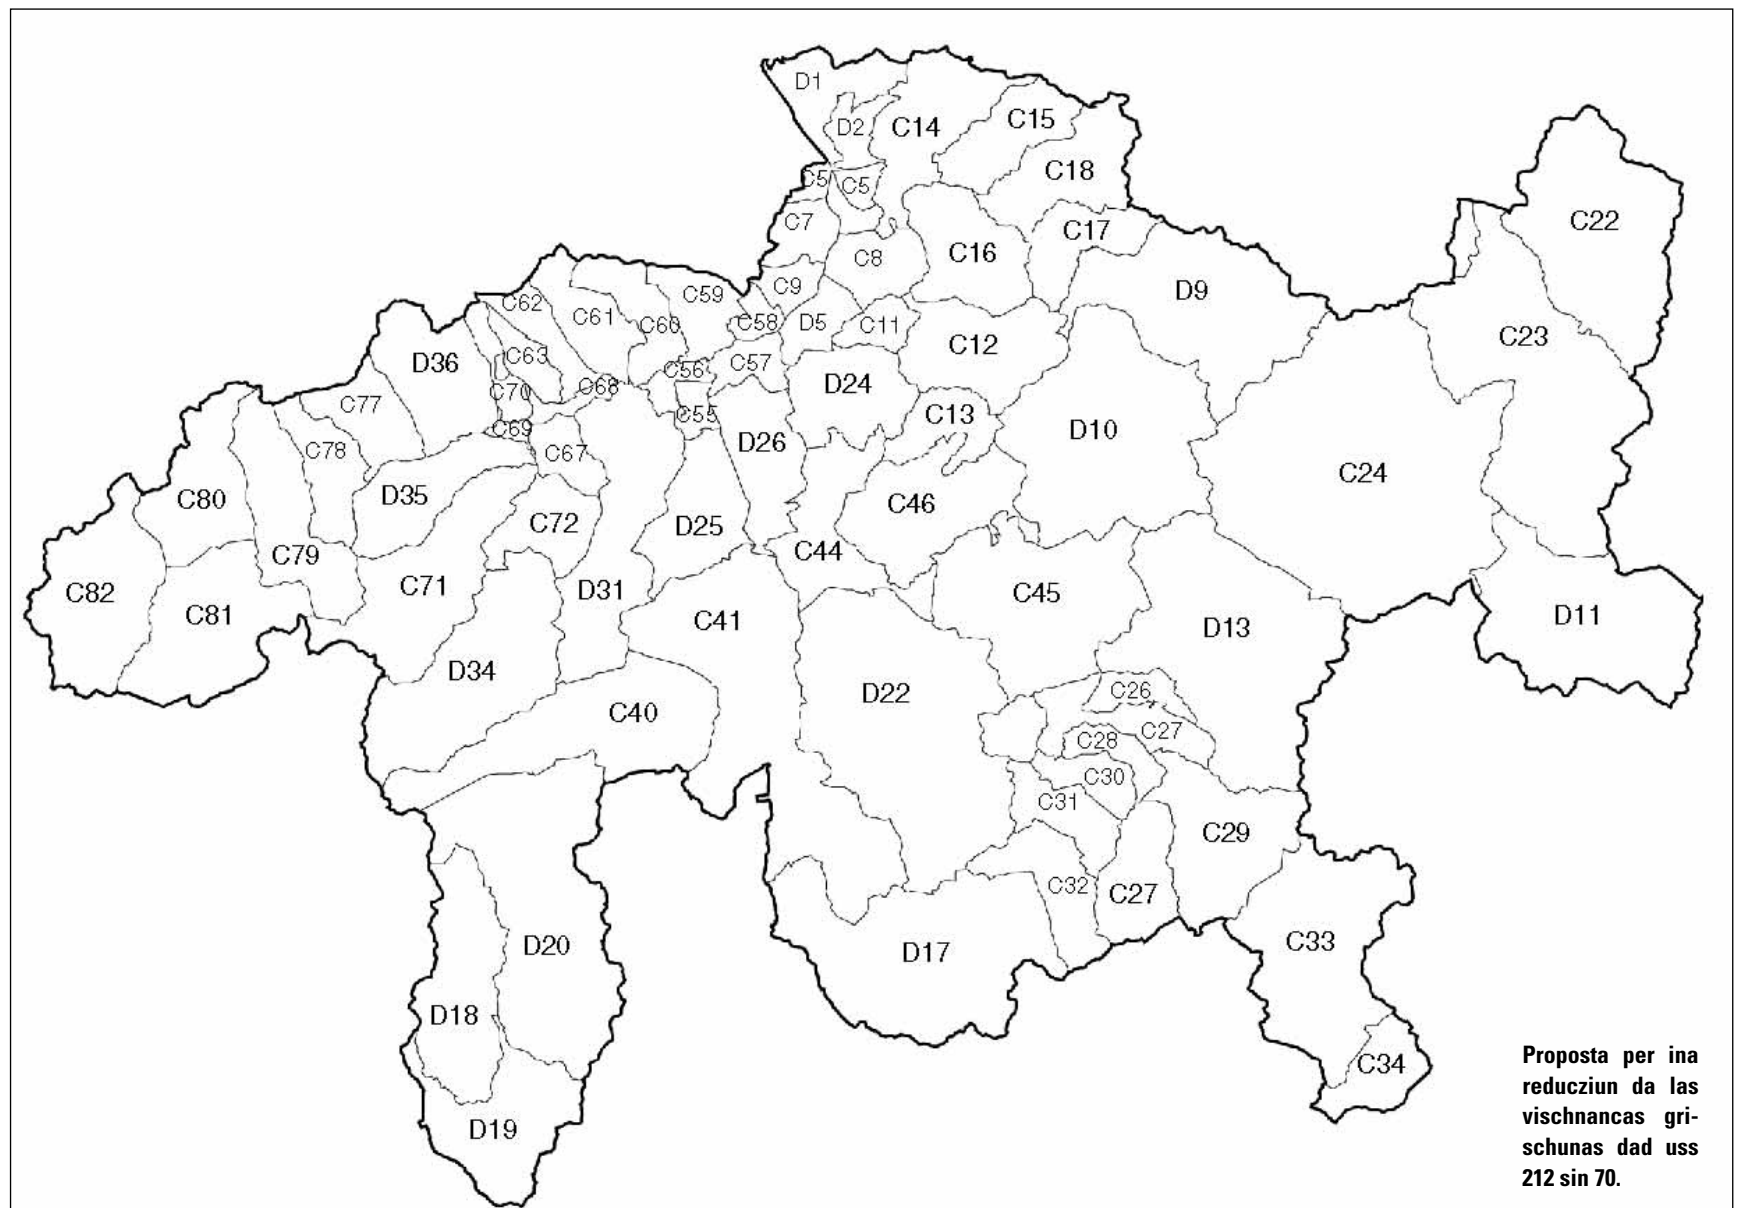 D1
D2
C14
C15
C18
C5
C5
C7
C8
C16
C17
C22
C9
C59
C62
C61
C60
C58
D5
C11
D9
C12
C23
C63
D36
C57
C56
D24
C68
C70
C77
C13
C55
D26
C69
D10
C78
C67
C24
C80
D35
C46
C72
D25
C44
C79
C71
C82
D31
C45
C81
C41
D11
D13
D34
D22
C26
C40
C27
C28
C30
C31
C29
C32
C27
D20
D17
C33
D18
C34
D19
Proposta per ina
reducziun da las
vischnancas gri-
schunas dad uss
212 sin 70.